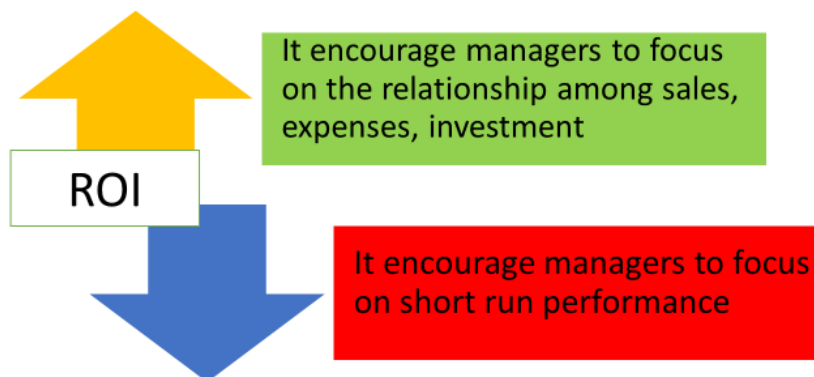 It encourage managers to focus
on the relationship among sales,
expenses, investment
ROI
It encourage managers to focus
on short run performance